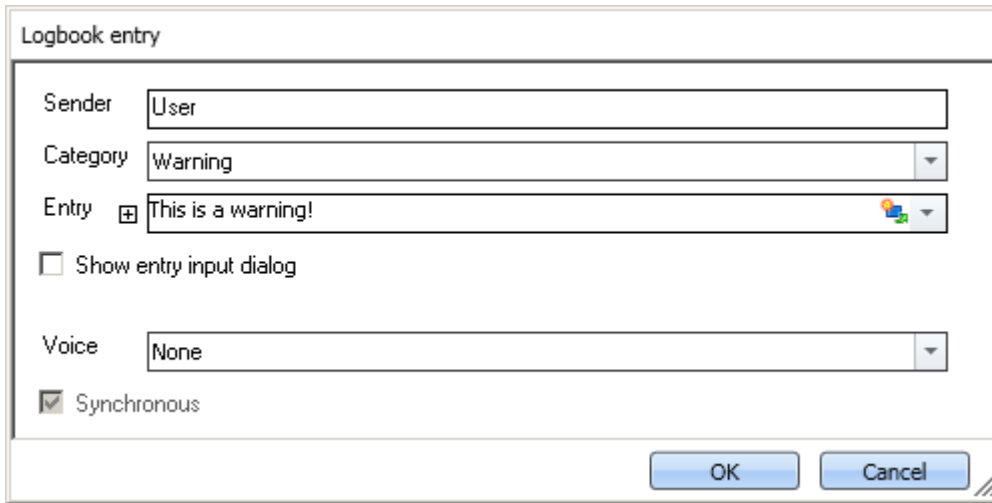 Logbook entry
Sender User
Category Warning
Entry This is a warning!
Show entry input dialog
Voice None
Synchronous
OK Cancel